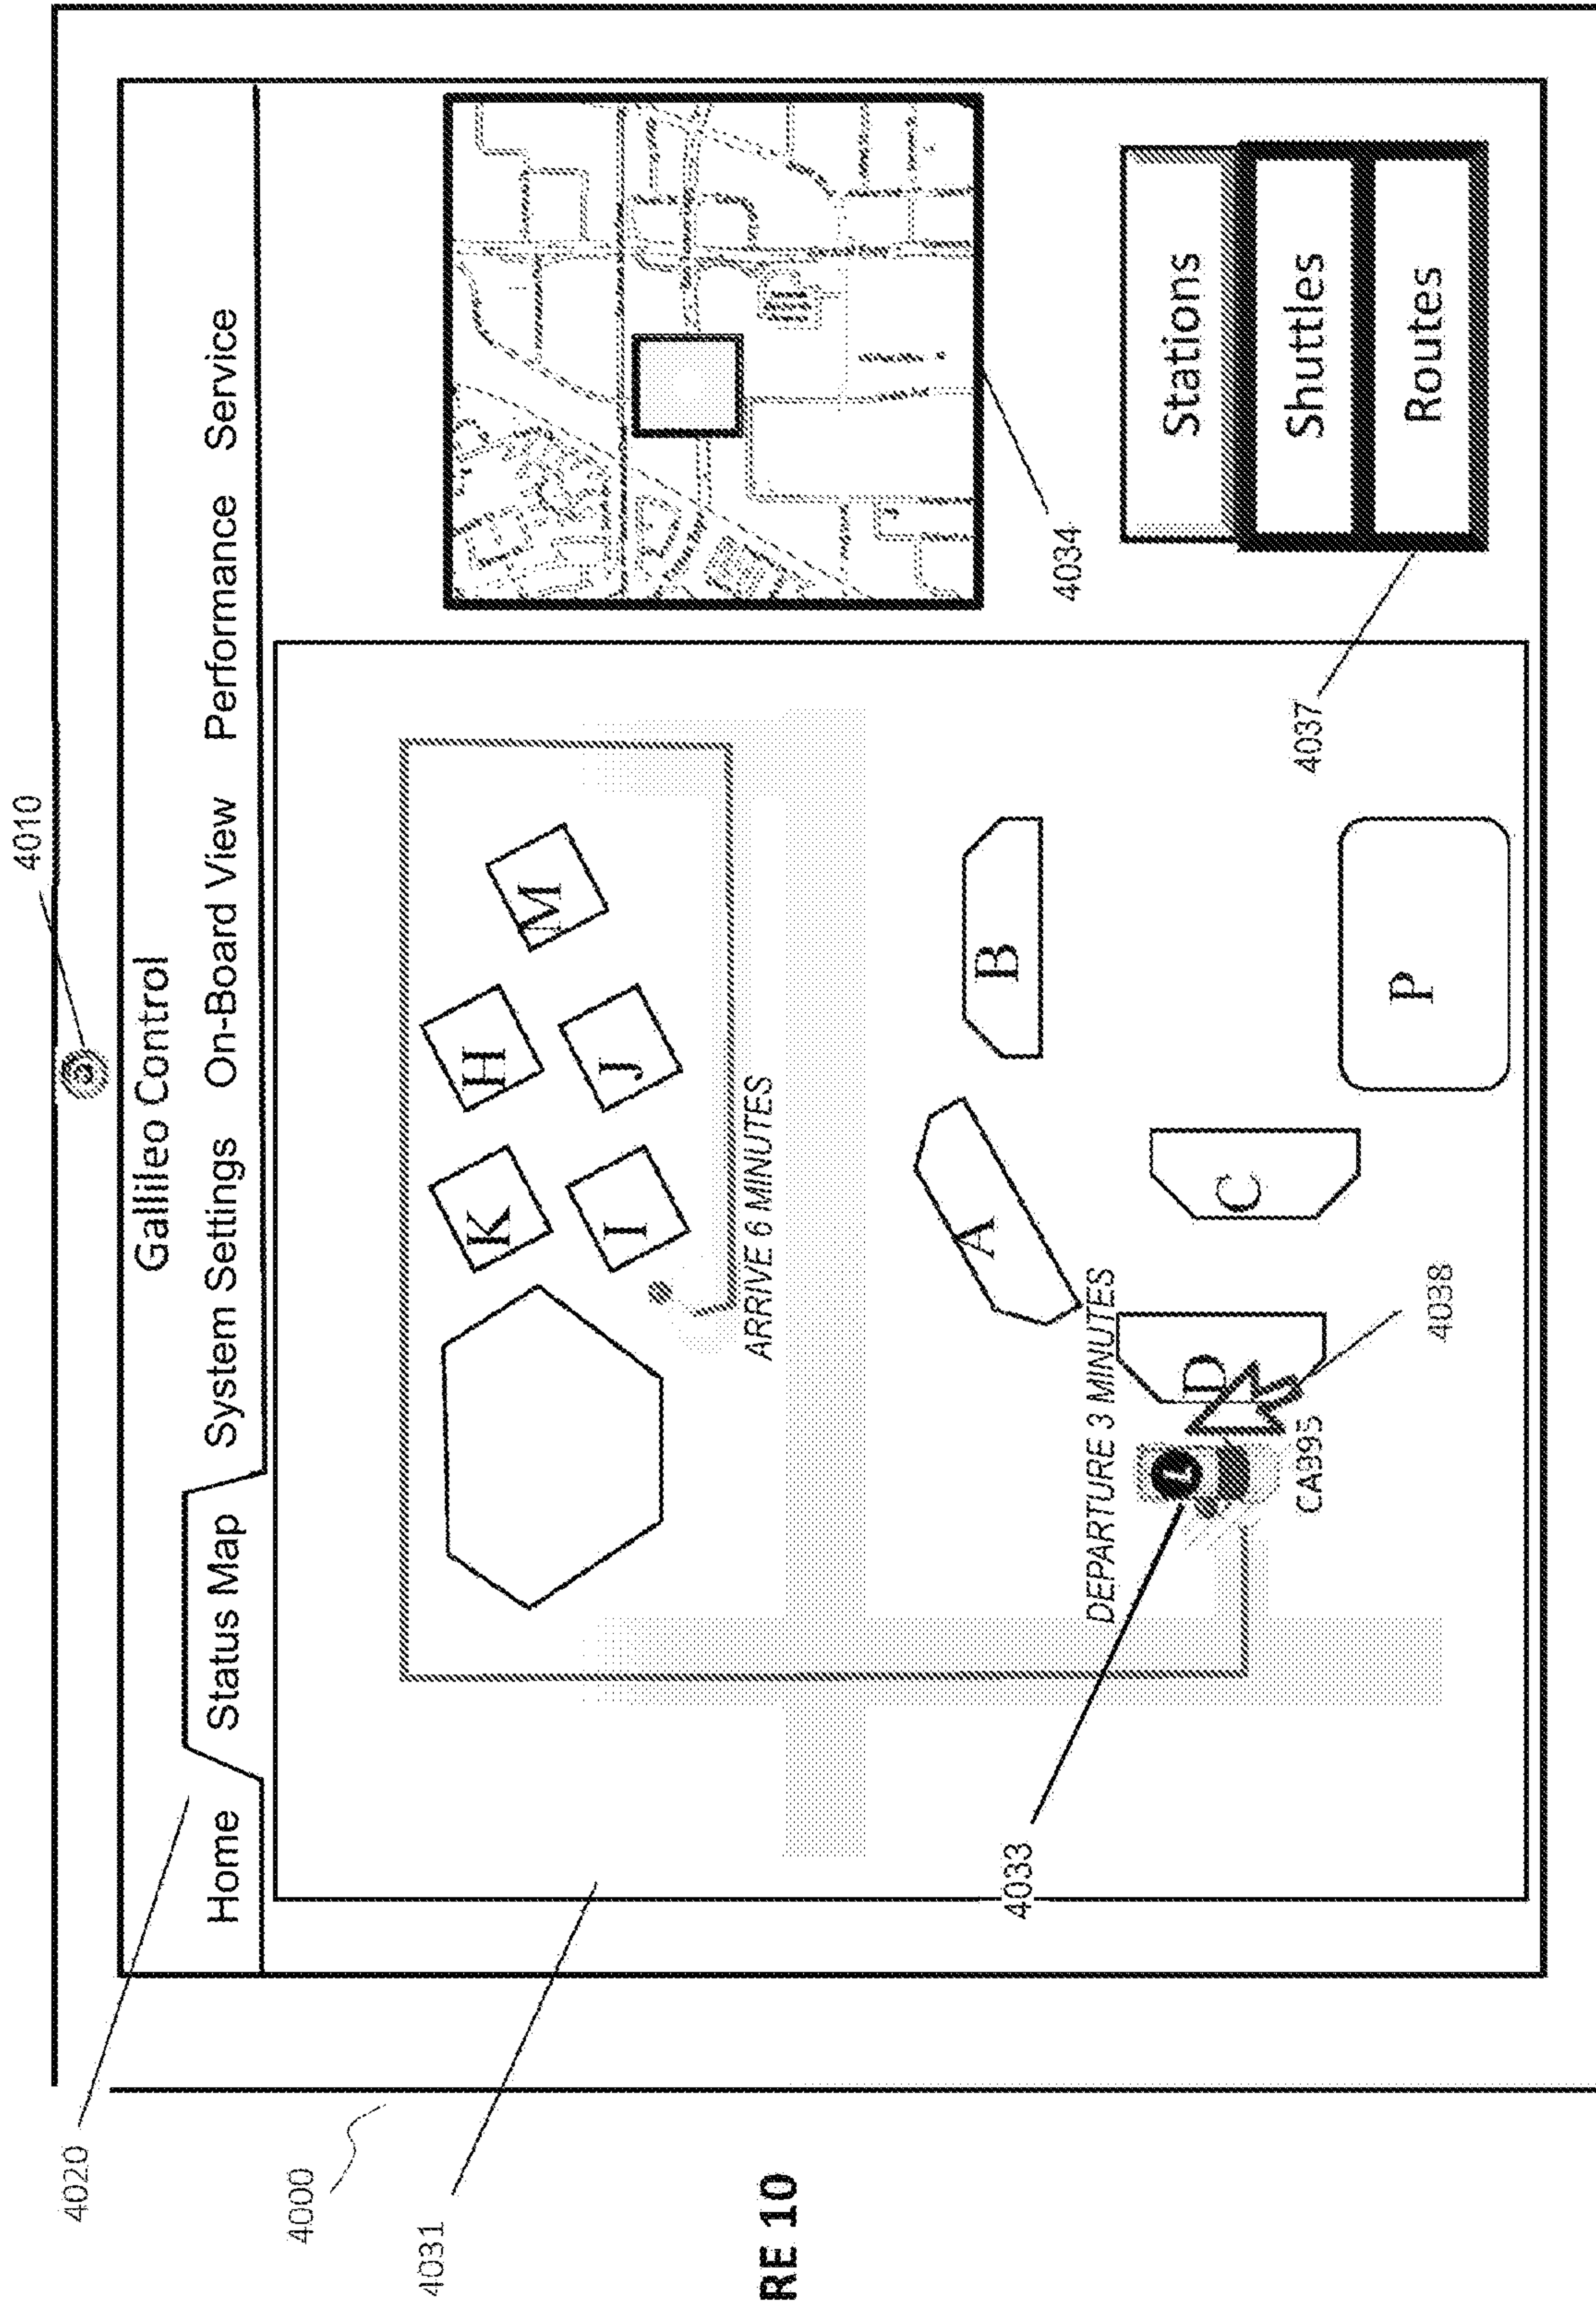 4010
Gallileo Control
4020
Home Status Map System Settings On-Board View Performance Service
4000
4031
K H M
I J
ARRIVE 6 MINUTES
A B
DEPARTURE 3 MINUTES
D C P
L
CA995
4033
4038
4034
Stations
Shuttles
Routes
4037
RE 10